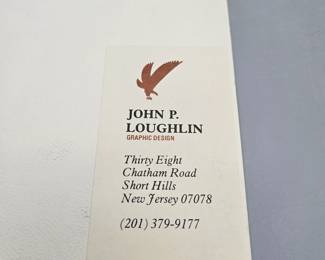 JOHN P.
LOUGHLIN
GRAPHIC DESIGN
Thirty Eight
Chatham Road
Short Hills
New Jersey 07078
(201) 379-9177